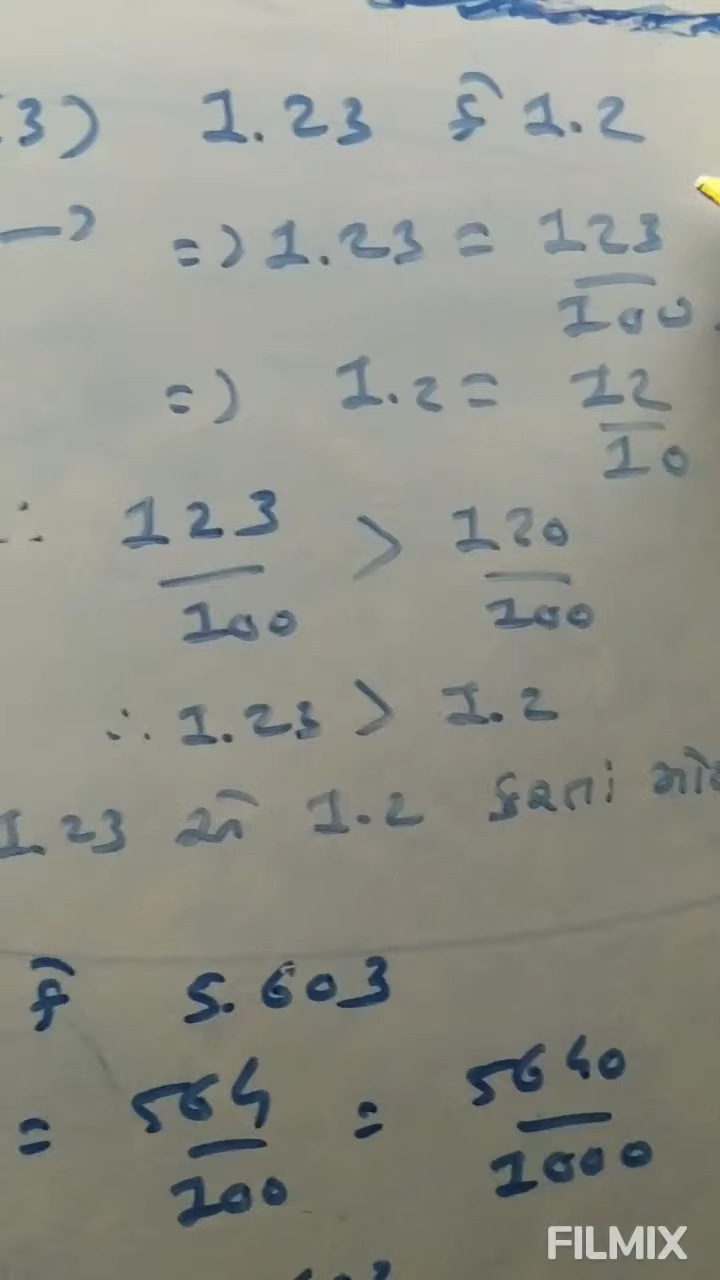 3) 1.23 કે 1.2
=> 1.23 = 123/100
=> 1.2 = 12/10
∴ 123/100 > 120/100
∴ 1.23 > 1.2
1.23 એ 1.2 કરતાં
કે 5.603
= 564/100 = 5640/1000
FILMIX